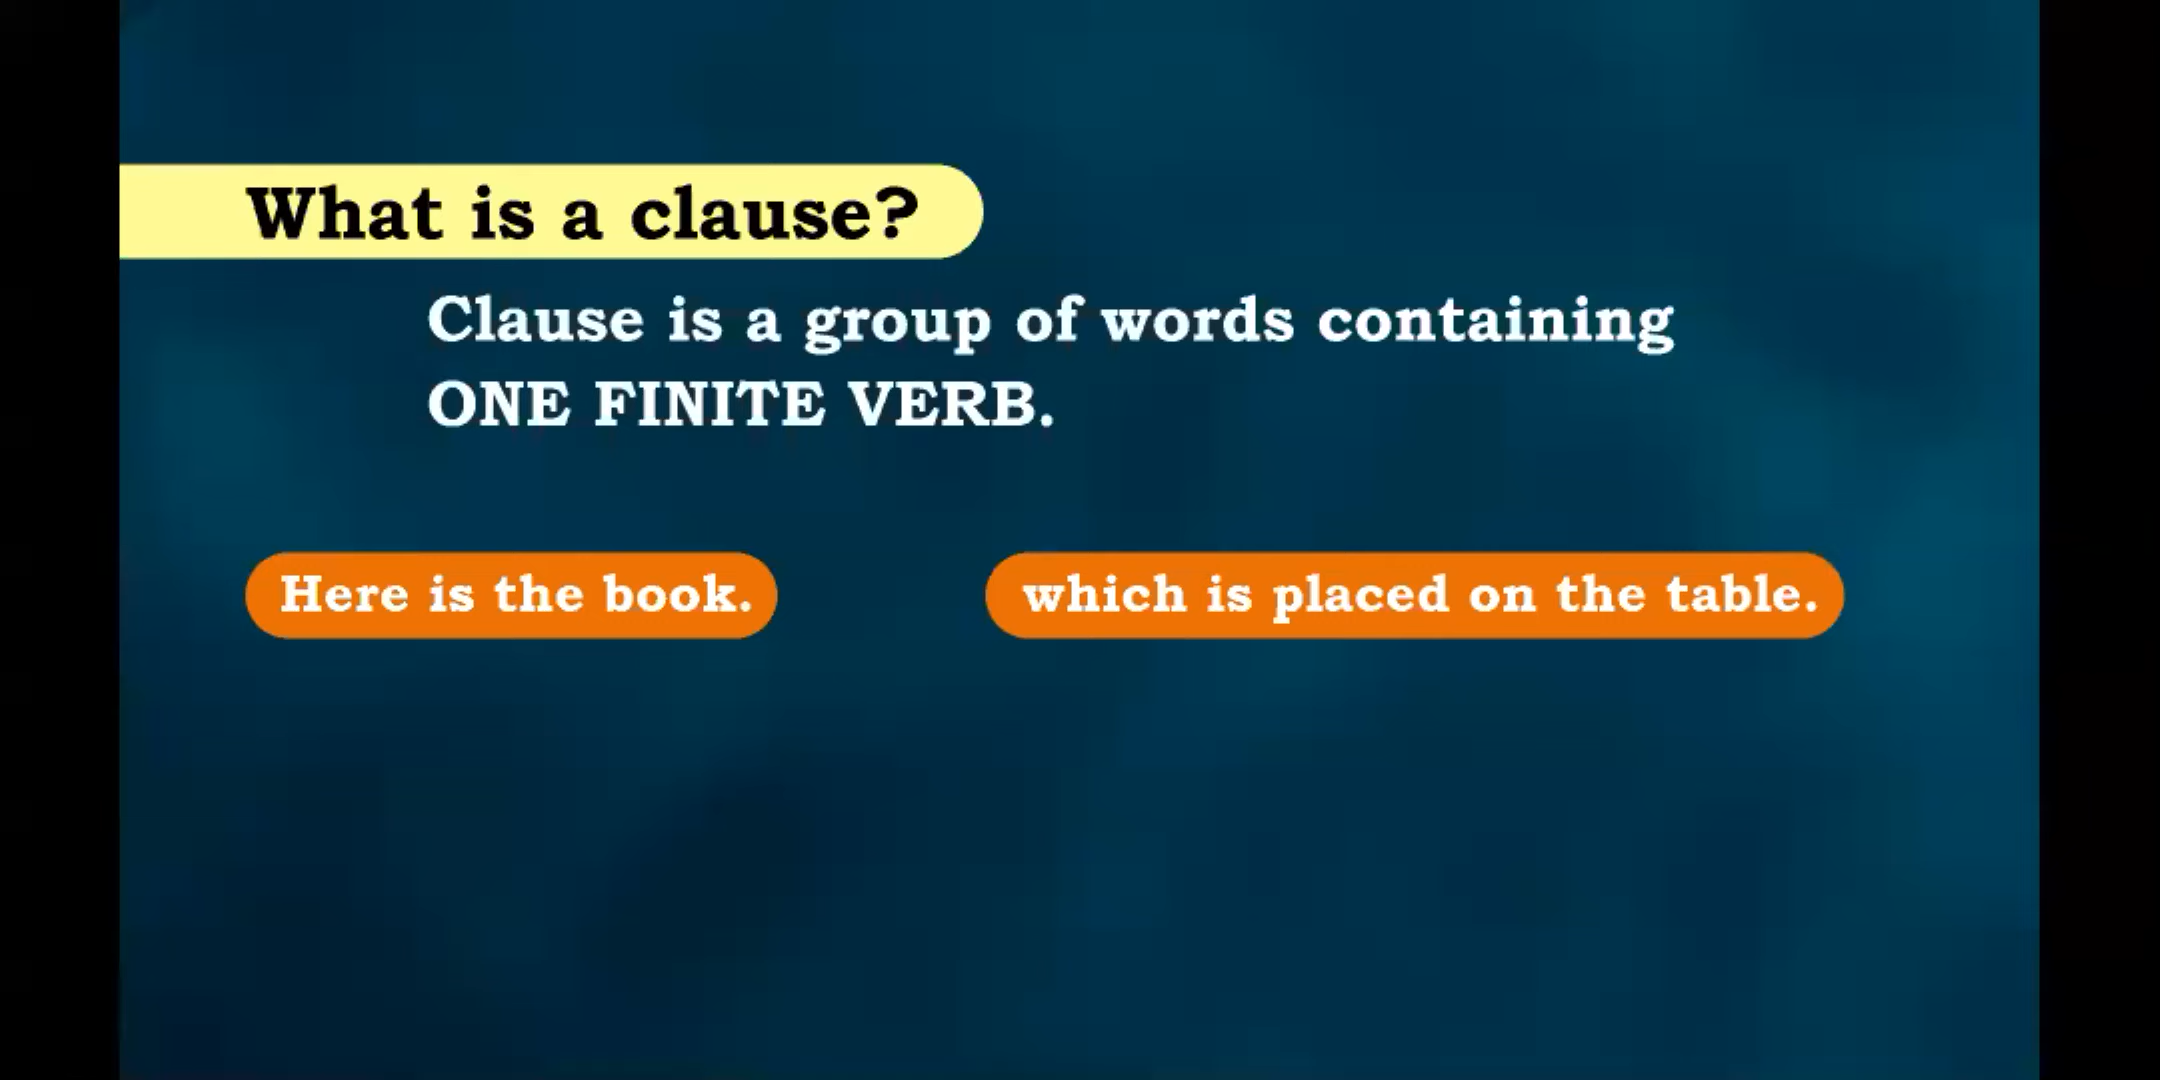 What is a clause?
Clause is a group of words containing
ONE FINITE VERB.
Here is the book.
which is placed on the table.